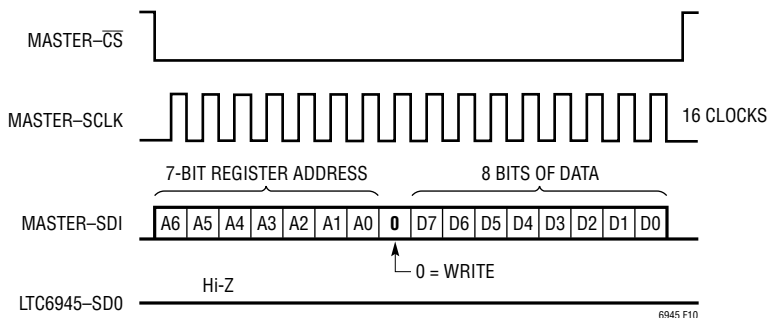 MASTER–C̅S̅
MASTER–SCLK
16 CLOCKS
7-BIT REGISTER ADDRESS
8 BITS OF DATA
MASTER–SDI
A6 A5 A4 A3 A2 A1 A0 0 D7 D6 D5 D4 D3 D2 D1 D0
0 = WRITE
Hi-Z
LTC6945–SD0
6945 F10